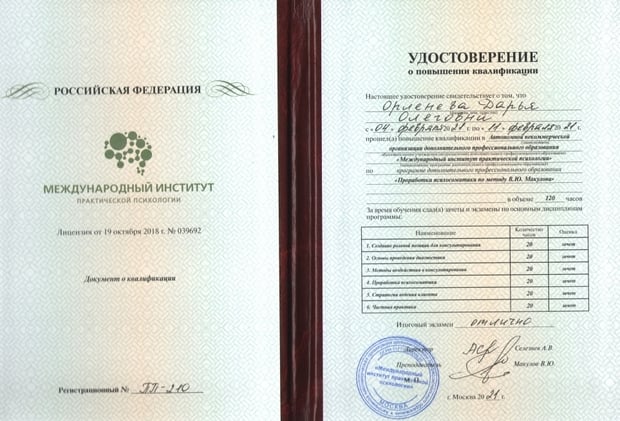 РОССИЙСКАЯ ФЕДЕРАЦИЯ
МЕЖДУНАРОДНЫЙ ИНСТИТУТ
ПРАКТИЧЕСКОЙ ПСИХОЛОГИИ
Лицензия от 19 октября 2018 г. № 039692
Документ о квалификации
Регистрационный № ПП-210
УДОСТОВЕРЕНИЕ
о повышении квалификации
Настоящее удостоверение свидетельствует о том, что
Орленева Дарья
Олеговна
с «04» февраля 2021 г. по «11» февраля 2021 г.
прошел(а) повышение квалификации в Автономной некоммерческой
организации дополнительного профессионального образования
«Международный институт практической психологии»
по программе дополнительного профессионального образования
«Проработка психосоматики по методу В.Ю. Макулова»
в объеме 120 часов
За время обучения сдал(а) зачеты и экзамены по основным дисциплинам
программы:
Наименование Количество часов Оценка
1. Создание ролевой позиции для консультирования 20 зачет
2. Основы проведения диагностики 20 зачет
3. Методы воздействия в консультировании 20 зачет
4. Проработка психосоматики 20 зачет
5. Стратегии ведения клиента 20 зачет
6. Частная практика 20 зачет
Итоговый экзамен отлично
Директор Селезнев А.В.
Преподаватель Макулов В.Ю.
«Международный
институт практической
психологии»
М.П.
МОСКВА
г. Москва 2021 г.